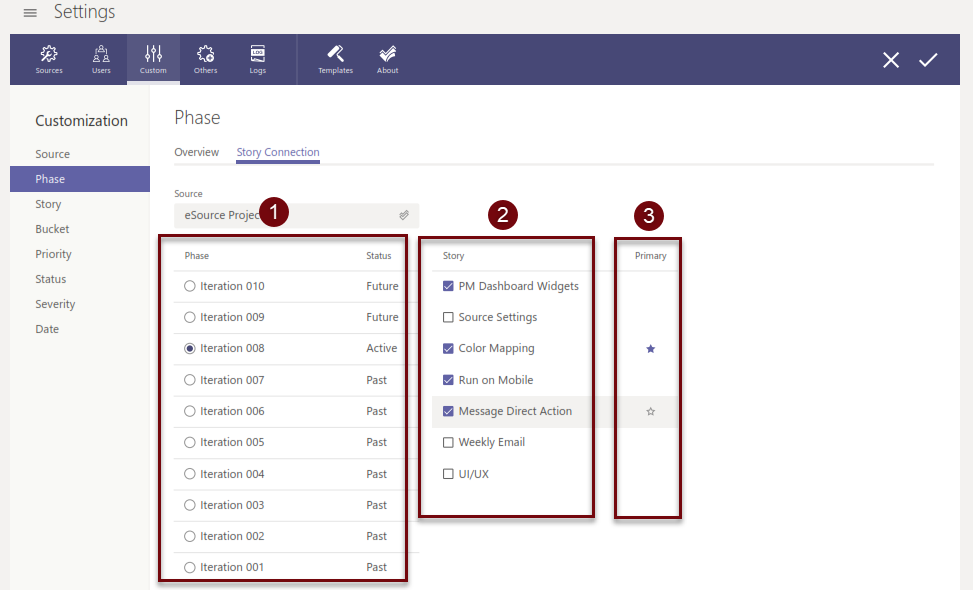 Settings
Sources Users Custom Others LOG Logs Templates About
Customization
Source
Phase
Story
Bucket
Priority
Status
Severity
Date
Phase
Overview Story Connection
Source
eSource Projec
1
2
3
Phase Status Story Primary
Iteration 010 Future PM Dashboard Widgets
Iteration 009 Future Source Settings
Iteration 008 Active Color Mapping
Iteration 007 Past Run on Mobile
Iteration 006 Past Message Direct Action
Iteration 005 Past Weekly Email
Iteration 004 Past UI/UX
Iteration 003 Past
Iteration 002 Past
Iteration 001 Past